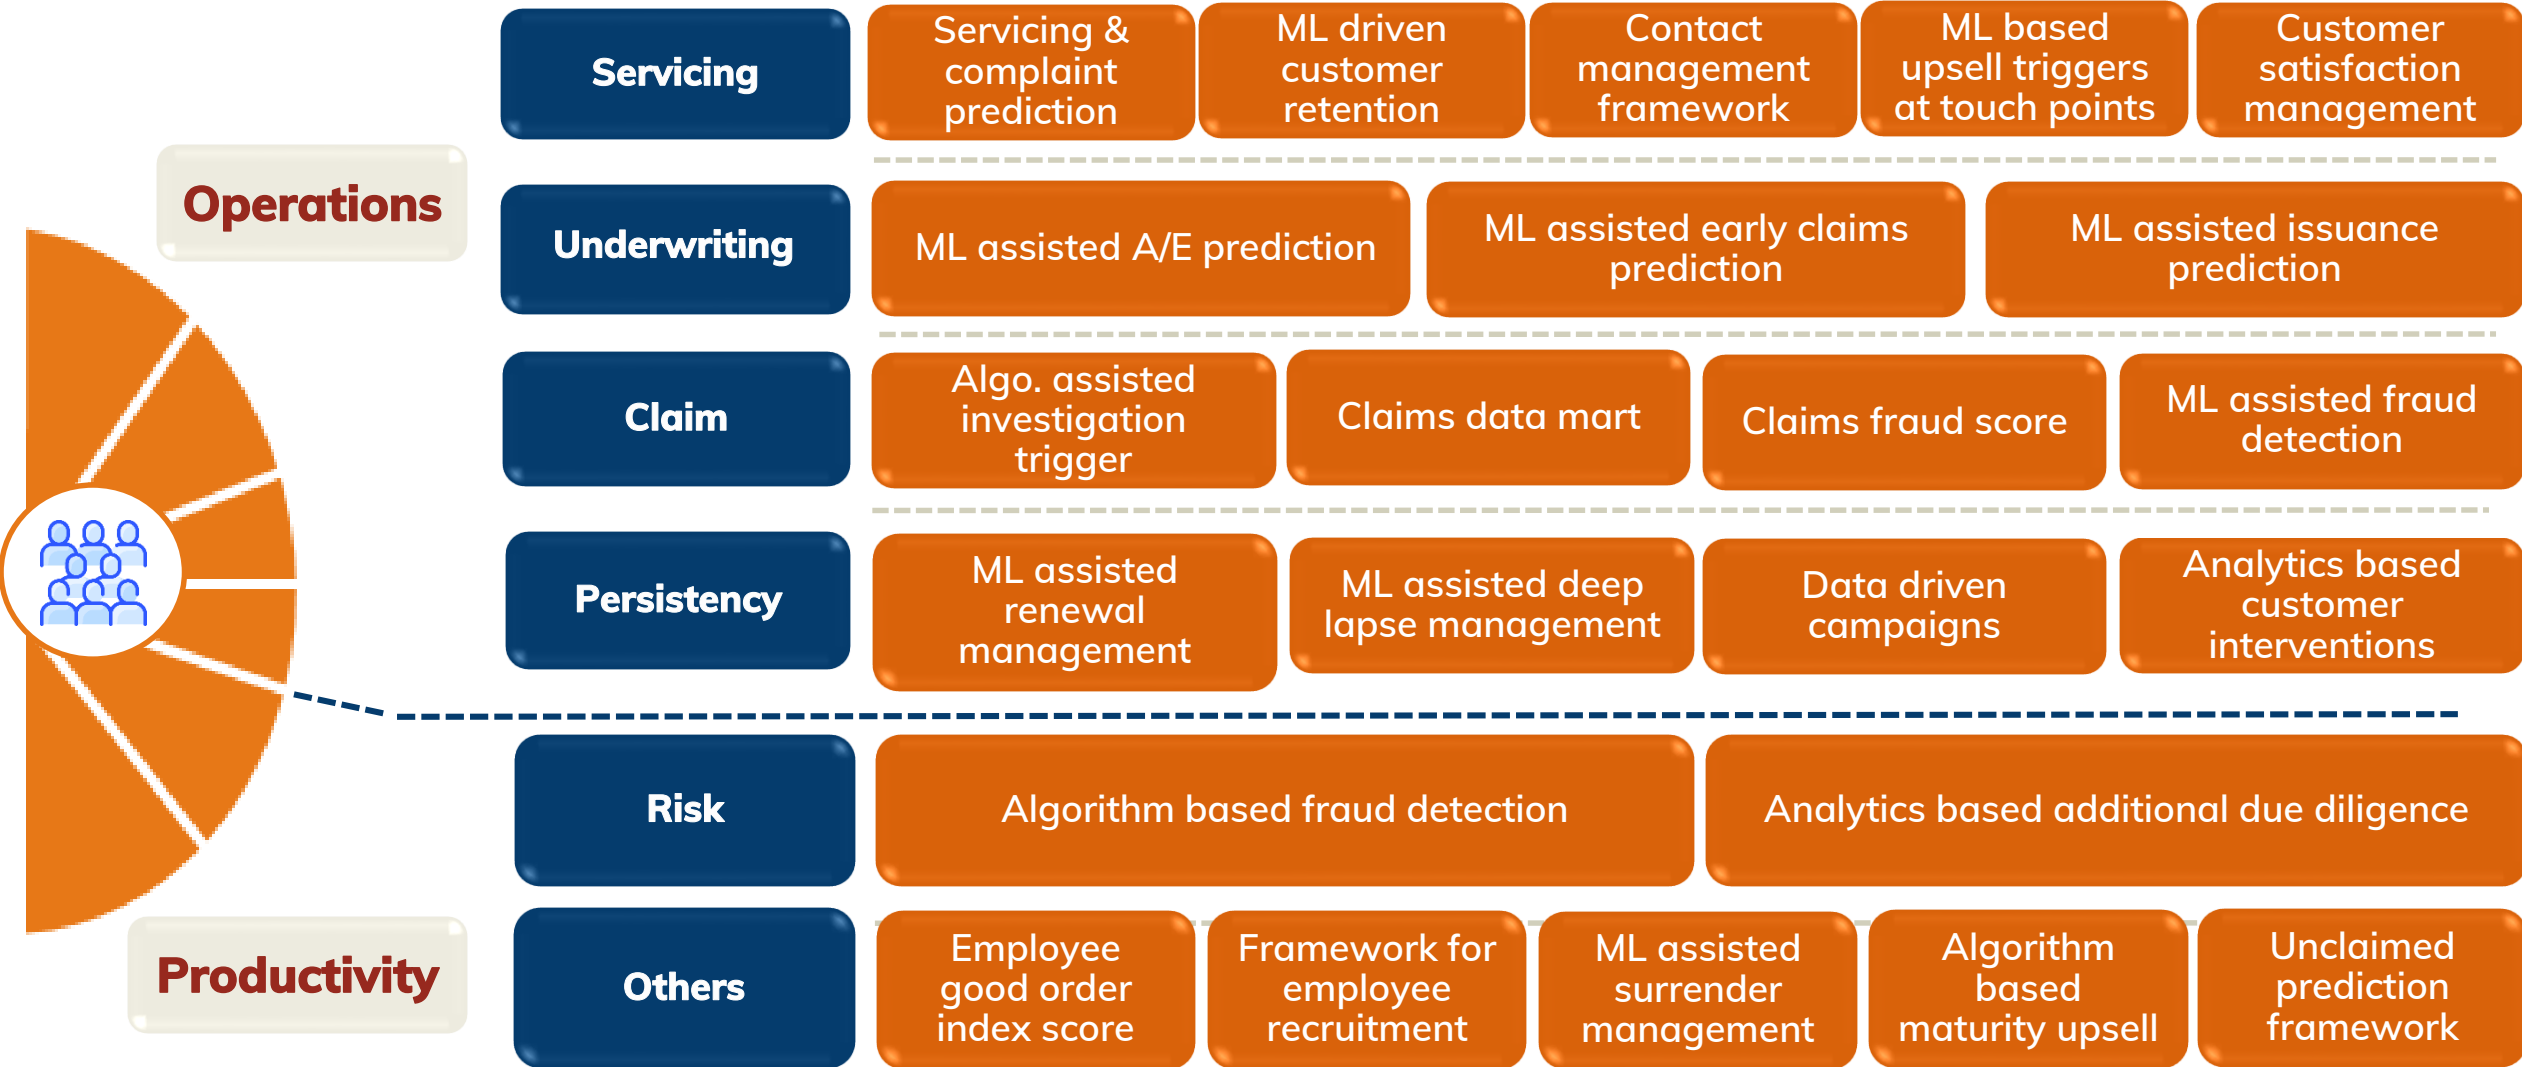 Operations
Servicing
Servicing &
complaint
prediction
ML driven
customer
retention
Contact
management
framework
ML based
upsell triggers
at touch points
Customer
satisfaction
management
Underwriting
ML assisted A/E prediction
ML assisted early claims
prediction
ML assisted issuance
prediction
Claim
Algo. assisted
investigation
trigger
Claims data mart
Claims fraud score
ML assisted fraud
detection
Persistency
ML assisted
renewal
management
ML assisted deep
lapse management
Data driven
campaigns
Analytics based
customer
interventions
Productivity
Risk
Algorithm based fraud detection
Analytics based additional due diligence
Others
Employee
good order
index score
Framework for
employee
recruitment
ML assisted
surrender
management
Algorithm
based
maturity upsell
Unclaimed
prediction
framework